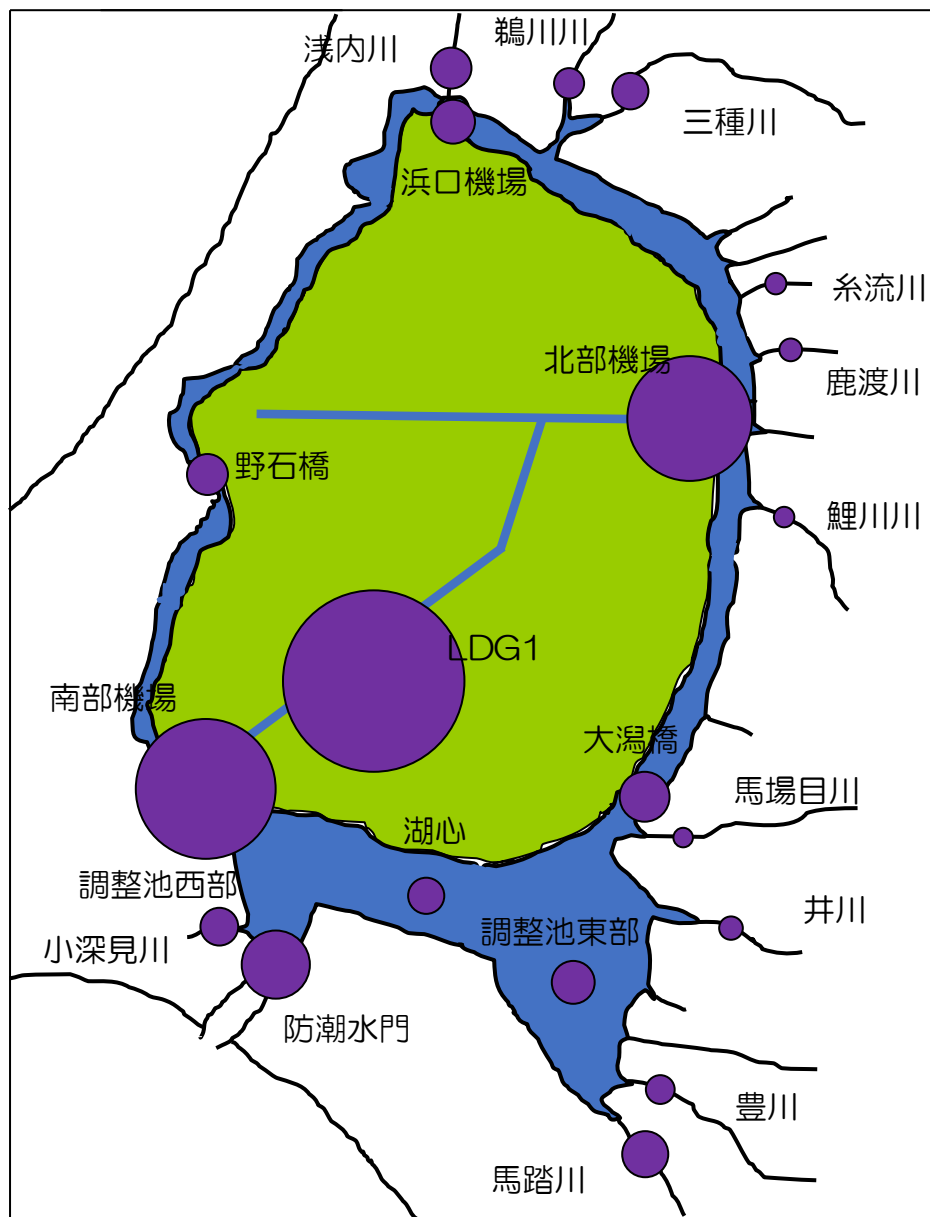 鵜川川
浅内川
三種川
浜口機場
糸流川
北部機場
鹿渡川
野石橋
鯉川川
LDG1
南部機場
大潟橋
馬場目川
湖心
調整池西部
井川
調整池東部
小深見川
防潮水門
豊川
馬踏川